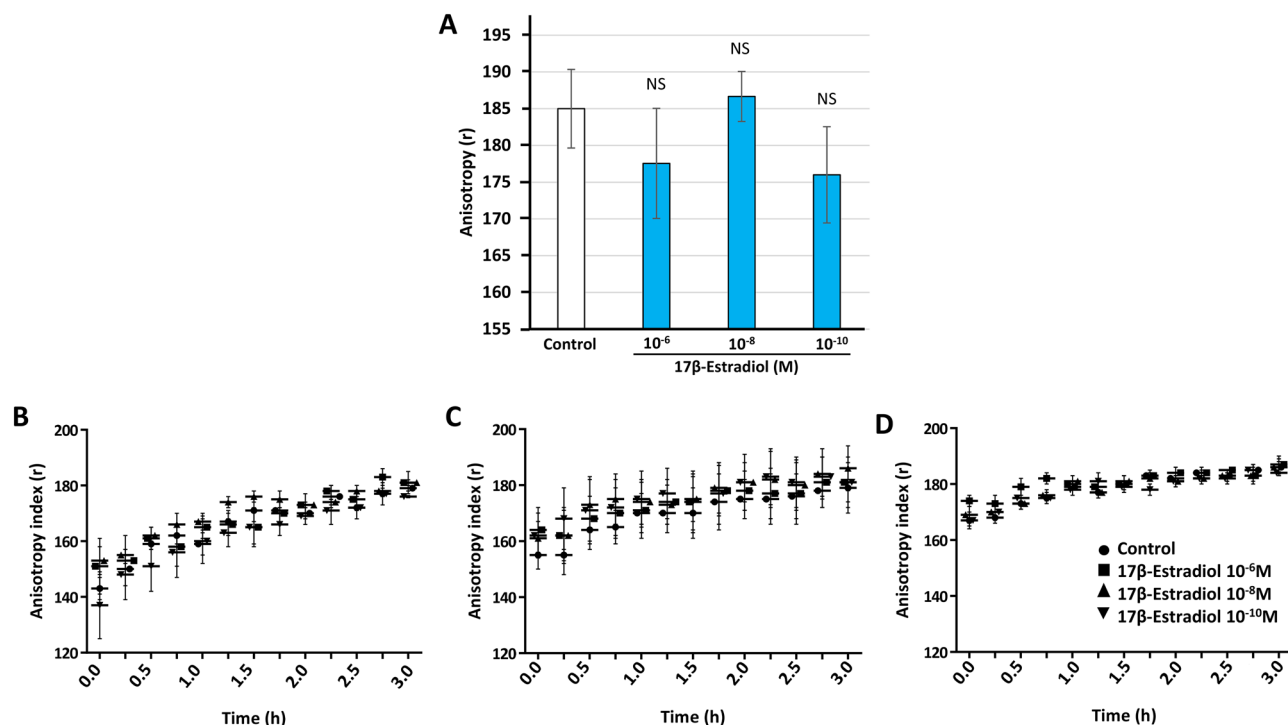 A
195
190
185
180
175
170
165
160
155
Anisotropy (r)
NS
NS
NS
Control
10⁻⁶
10⁻⁸
10⁻¹⁰
17β-Estradiol (M)
B
200
180
160
140
120
Anisotropy index (r)
0.0
0.5
1.0
1.5
2.0
2.5
3.0
Time (h)
C
200
180
160
140
120
Anisotropy index (r)
0.0
0.5
1.0
1.5
2.0
2.5
3.0
Time (h)
D
200
180
160
140
120
Anisotropy index (r)
0.0
0.5
1.0
1.5
2.0
2.5
3.0
Time (h)
Control
17β-Estradiol 10⁻⁶M
17β-Estradiol 10⁻⁸M
17β-Estradiol 10⁻¹⁰M